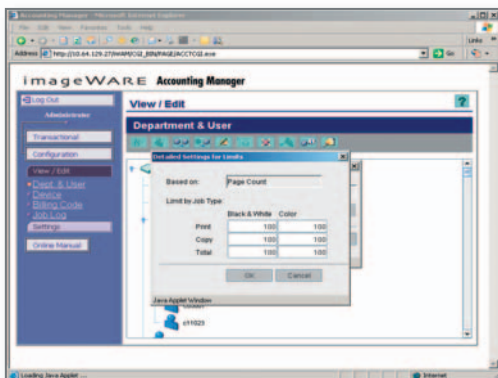 Accounting Manager - Microsoft Internet Explorer
File Edit View Favorites Tools Help
Links
Address Go
imageWARE Accounting Manager
Log Out
Administrator
View / Edit
?
Transactional
Configuration
View / Edit
Dept. & User
Device
Billing Code
Job Log
Settings
Online Manual
Department & User
Detailed Settings for Limits
Based on: Page Count
Limit by Job Type
Black & White Color
Print 100 100
Copy 100 100
Total 100 100
OK Cancel
Java Applet Window
c11023
Loading Java Applet ...
Internet